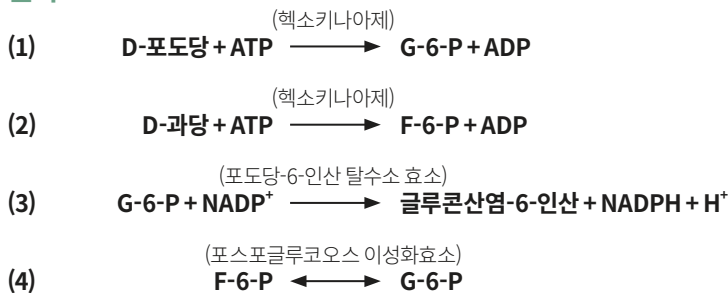 (헥소키나아제)
(1) D-포도당 + ATP → G-6-P + ADP
(헥소키나아제)
(2) D-과당 + ATP → F-6-P + ADP
(포도당-6-인산 탈수소 효소)
(3) G-6-P + NADP⁺ → 글루콘산염-6-인산 + NADPH + H⁺
(포스포글루코오스 이성화효소)
(4) F-6-P ↔ G-6-P